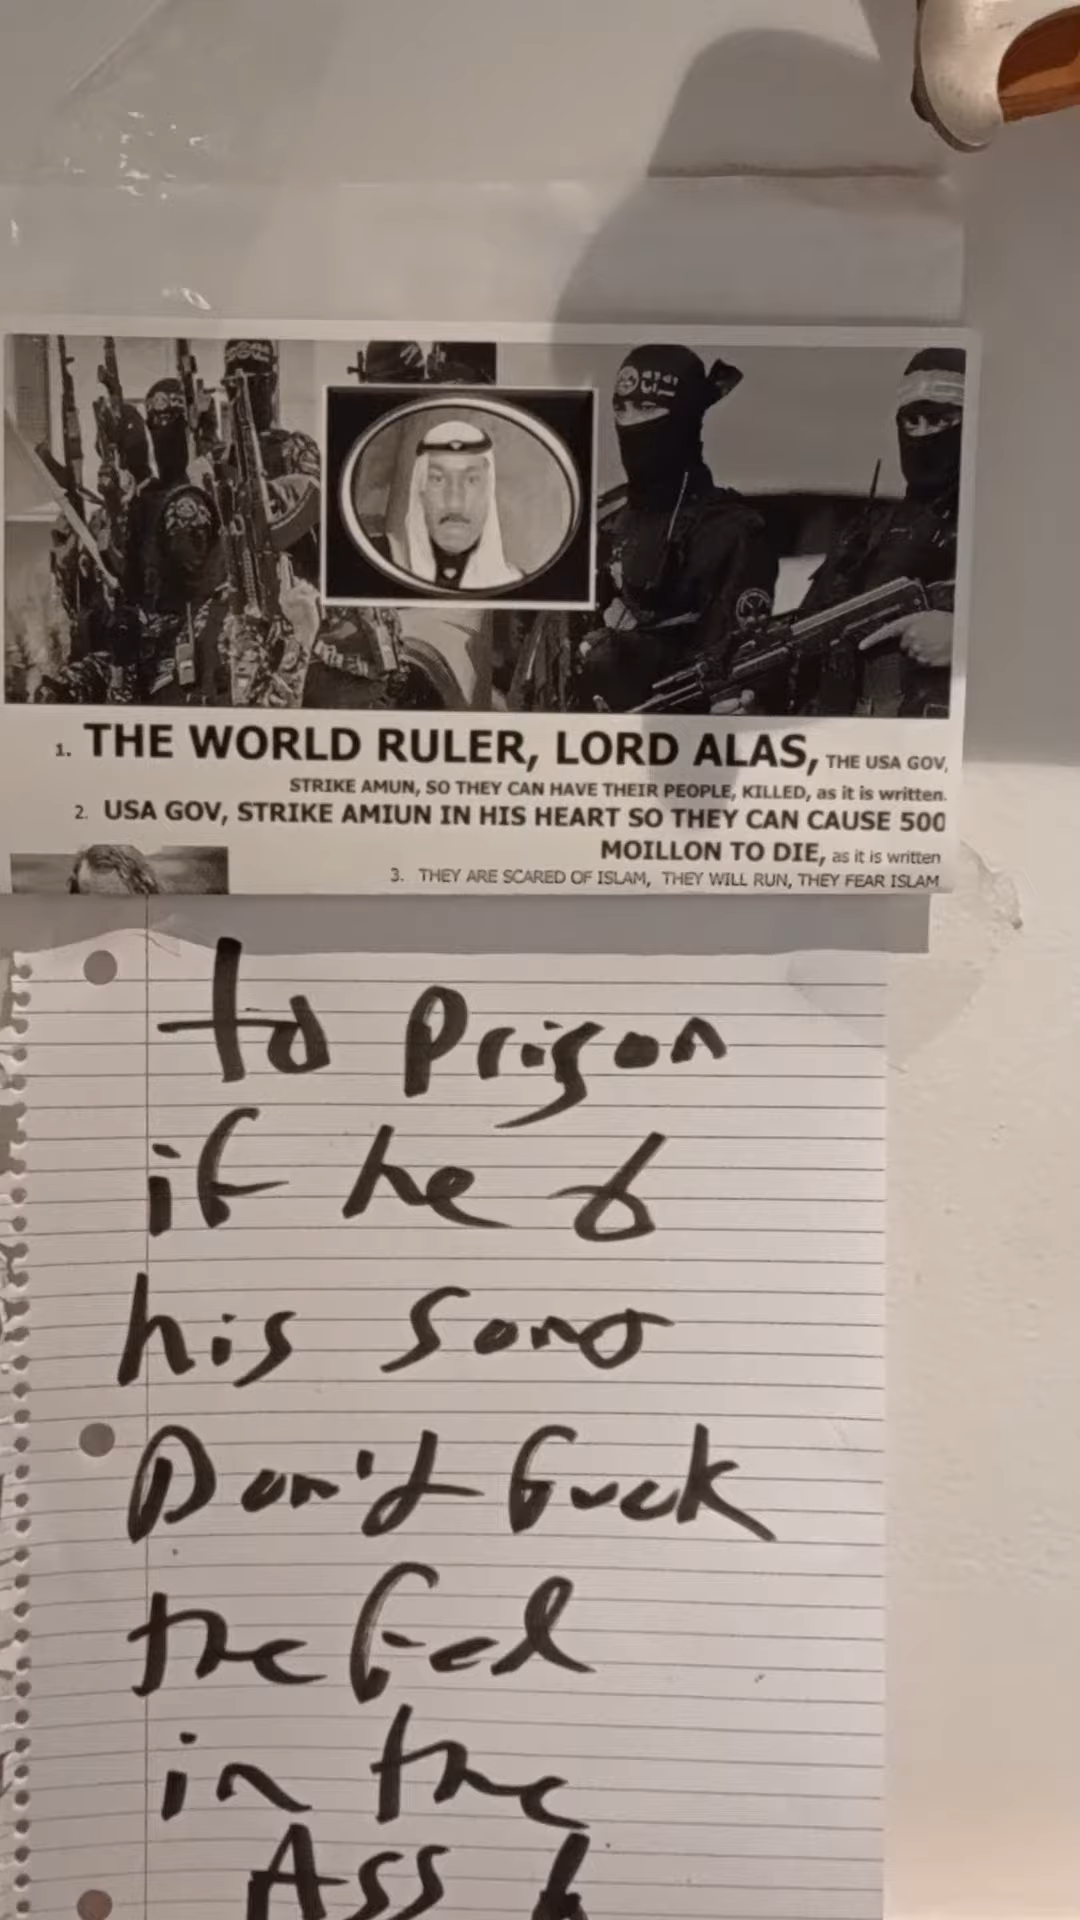 1. THE WORLD RULER, LORD ALAS, THE USA GOV,
STRIKE AMUN, SO THEY CAN HAVE THEIR PEOPLE, KILLED, as it is written.
2. USA GOV, STRIKE AMIUN IN HIS HEART SO THEY CAN CAUSE 500
MOILLON TO DIE, as it is written
3. THEY ARE SCARED OF ISLAM, THEY WILL RUN, THEY FEAR ISLAM
to prison
if he &
his sons
Don't Fuck
the Fed
in the
Ass